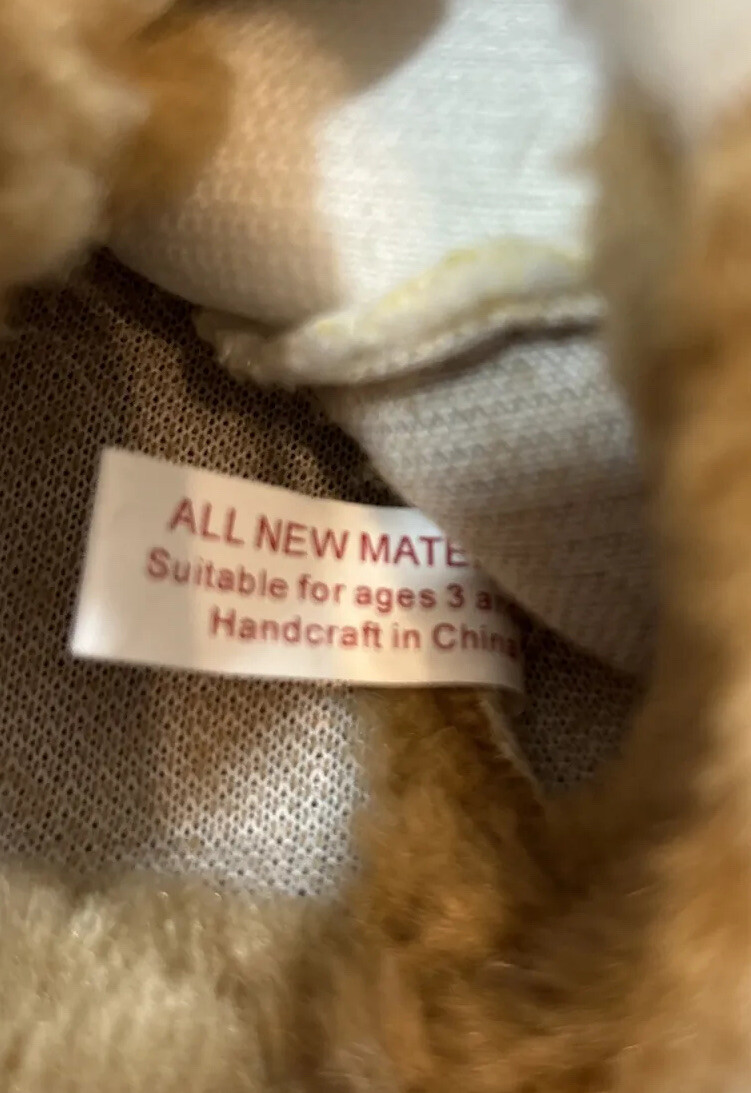 ALL NEW MATE
Suitable for ages 3 a
Handcraft in China